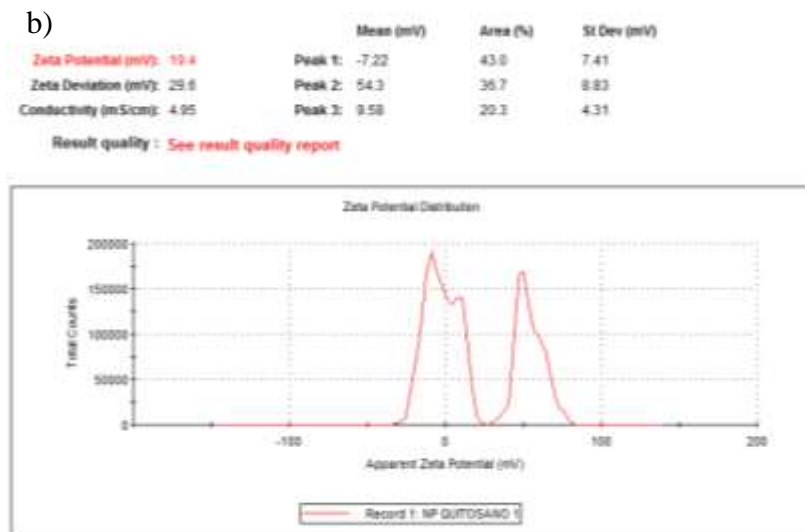 b)
Mean (mV) Area (%) St Dev (mV)
Zeta Potential (mV): 19.4 Peak 1: -7.22 43.0 7.41
Zeta Deviation (mV): 29.6 Peak 2: 54.3 36.7 8.83
Conductivity (mS/cm): 4.95 Peak 3: 9.58 20.3 4.31
Result quality : See result quality report
Zeta Potential Distribution
200000
150000
100000
50000
0
Total Counts
-100 0 100 200
Apparent Zeta Potential (mV)
Record 1: NP QUITOSANO 1